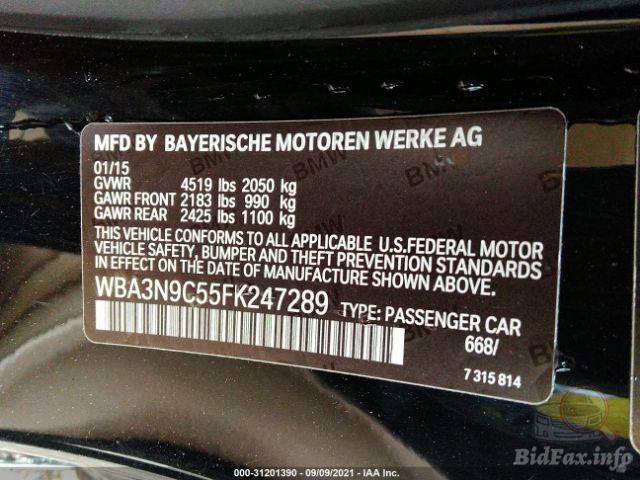 MFD BY BAYERISCHE MOTOREN WERKE AG
01/15
GVWR 4519 lbs 2050 kg
GAWR FRONT 2183 lbs 990 kg
GAWR REAR 2425 lbs 1100 kg
THIS VEHICLE CONFORMS TO ALL APPLICABLE U.S.FEDERAL MOTOR
VEHICLE SAFETY, BUMPER AND THEFT PREVENTION STANDARDS
IN EFFECT ON THE DATE OF MANUFACTURE SHOWN ABOVE.
WBA3N9C55FK247289 TYPE: PASSENGER CAR
668/
7 315 814
BidFax.info
000-31201390 - 09/09/2021 - IAA Inc.